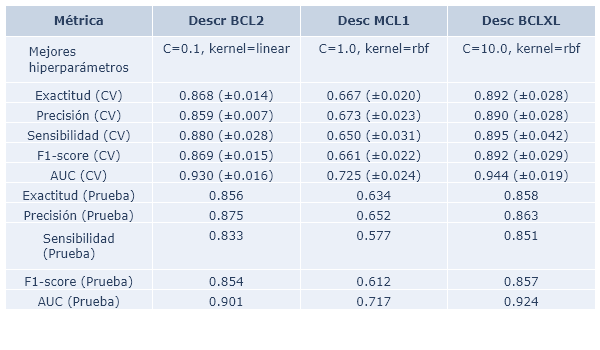 Métrica Descr BCL2 Desc MCL1 Desc BCLXL
Mejores hiperparámetros C=0.1, kernel=linear C=1.0, kernel=rbf C=10.0, kernel=rbf
Exactitud (CV) 0.868 (±0.014) 0.667 (±0.020) 0.892 (±0.028)
Precisión (CV) 0.859 (±0.007) 0.673 (±0.023) 0.890 (±0.028)
Sensibilidad (CV) 0.880 (±0.028) 0.650 (±0.031) 0.895 (±0.042)
F1-score (CV) 0.869 (±0.015) 0.661 (±0.022) 0.892 (±0.029)
AUC (CV) 0.930 (±0.016) 0.725 (±0.024) 0.944 (±0.019)
Exactitud (Prueba) 0.856 0.634 0.858
Precisión (Prueba) 0.875 0.652 0.863
Sensibilidad (Prueba) 0.833 0.577 0.851
F1-score (Prueba) 0.854 0.612 0.857
AUC (Prueba) 0.901 0.717 0.924